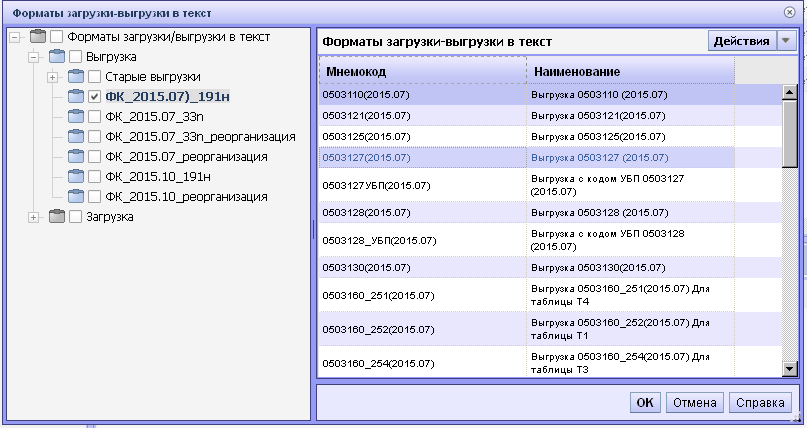 Форматы загрузки-выгрузки в текст
Форматы загрузки/выгрузки в текст
Выгрузка
Старые выгрузки
ФК_2015.07)_191н
ФК_2015.07_33n
ФК_2015.07_33n_реорганизация
ФК_2015.07_реорганизация
ФК_2015.10_191н
ФК_2015.10_реорганизация
Загрузка
Форматы загрузки-выгрузки в текст
Действия
Мнемокод Наименование
0503110(2015.07) Выгрузка 0503110 (2015.07)
0503121(2015.07) Выгрузка 0503121(2015.07)
0503125(2015.07) Выгрузка 0503125(2015.07)
0503127(2015.07) Выгрузка 0503127 (2015.07)
0503127УБП(2015.07) Выгрузка с кодом УБП 0503127
(2015.07)
0503128(2015.07) Выгрузка 0503128 (2015.07)
0503128_УБП(2015.07) Выгрузка с кодом УБП 0503128
(2015.07)
0503130(2015.07) Выгрузка 0503130(2015.07)
0503160_251(2015.07) Выгрузка 0503160_251(2015.07) Для
таблицы Т4
0503160_252(2015.07) Выгрузка 0503160_252(2015.07) Для
таблицы Т1
0503160_254(2015.07) Выгрузка 0503160_254(2015.07) Для
таблицы Т3
ОК Отмена Справка